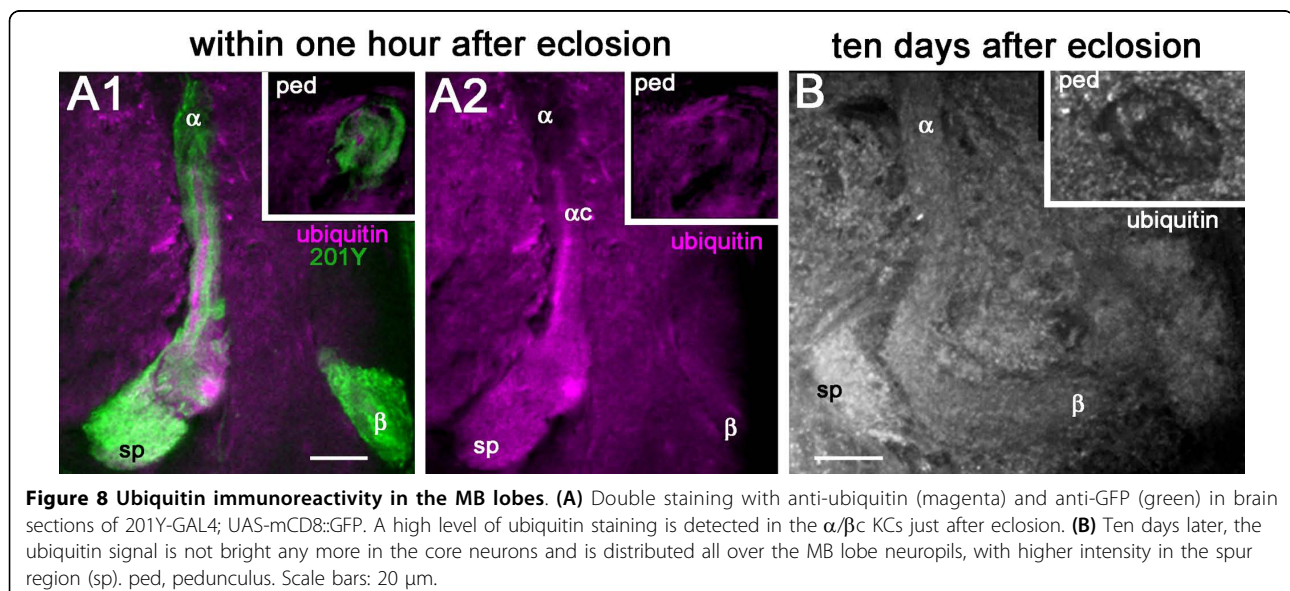 within one hour after eclosion
ten days after eclosion
A1
ped
α
ubiquitin
201Y
sp
β
A2
ped
α
αc
ubiquitin
sp
β
B
ped
α
ubiquitin
sp
β
Figure 8 Ubiquitin immunoreactivity in the MB lobes. (A) Double staining with anti-ubiquitin (magenta) and anti-GFP (green) in brain
sections of 201Y-GAL4; UAS-mCD8::GFP. A high level of ubiquitin staining is detected in the α/βc KCs just after eclosion. (B) Ten days later, the
ubiquitin signal is not bright any more in the core neurons and is distributed all over the MB lobe neuropils, with higher intensity in the spur
region (sp). ped, pedunculus. Scale bars: 20 μm.